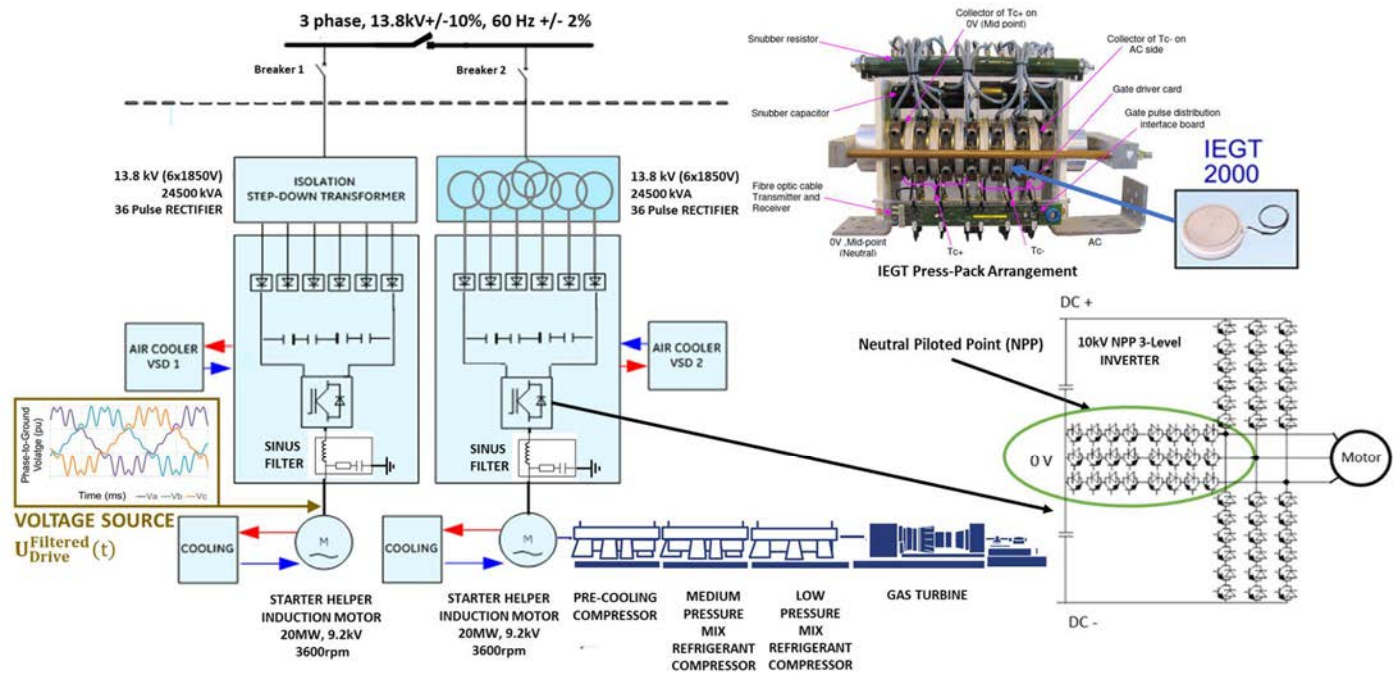 3 phase, 13.8kV+/-10%, 60 Hz +/- 2%
Breaker 1
Breaker 2
13.8 kV (6x1850V)
24500 kVA
36 Pulse RECTIFIER
ISOLATION
STEP-DOWN TRANSFORMER
13.8 kV (6x1850V)
24500 kVA
36 Pulse RECTIFIER
AIR COOLER
VSD 1
AIR COOLER
VSD 2
SINUS
FILTER
SINUS
FILTER
Phase-to-Ground
Volatge (pu)
Time (ms)
Va
Vb
Vc
VOLTAGE SOURCE
U Filtered Drive (t)
COOLING
M
COOLING
M
STARTER HELPER
INDUCTION MOTOR
20MW, 9.2kV
3600rpm
STARTER HELPER
INDUCTION MOTOR
20MW, 9.2kV
3600rpm
PRE-COOLING
COMPRESSOR
MEDIUM
PRESSURE
MIX
REFRIGERANT
COMPRESSOR
LOW
PRESSURE
MIX
REFRIGERANT
COMPRESSOR
GAS TURBINE
Collector of Tc+ on
0V (Mid point)
Snubber resistor
Collector of Tc- on
AC side
Gate driver card
Snubber capacitor
Gate pulse distribution
interface board
Fibre optic cable
Transmitter and
Receiver
0V ,Mid-point
(Neutral)
Tc+
Tc-
AC
IEGT Press-Pack Arrangement
IEGT
2000
DC +
Neutral Piloted Point (NPP)
10kV NPP 3-Level
INVERTER
0 V
Motor
DC -